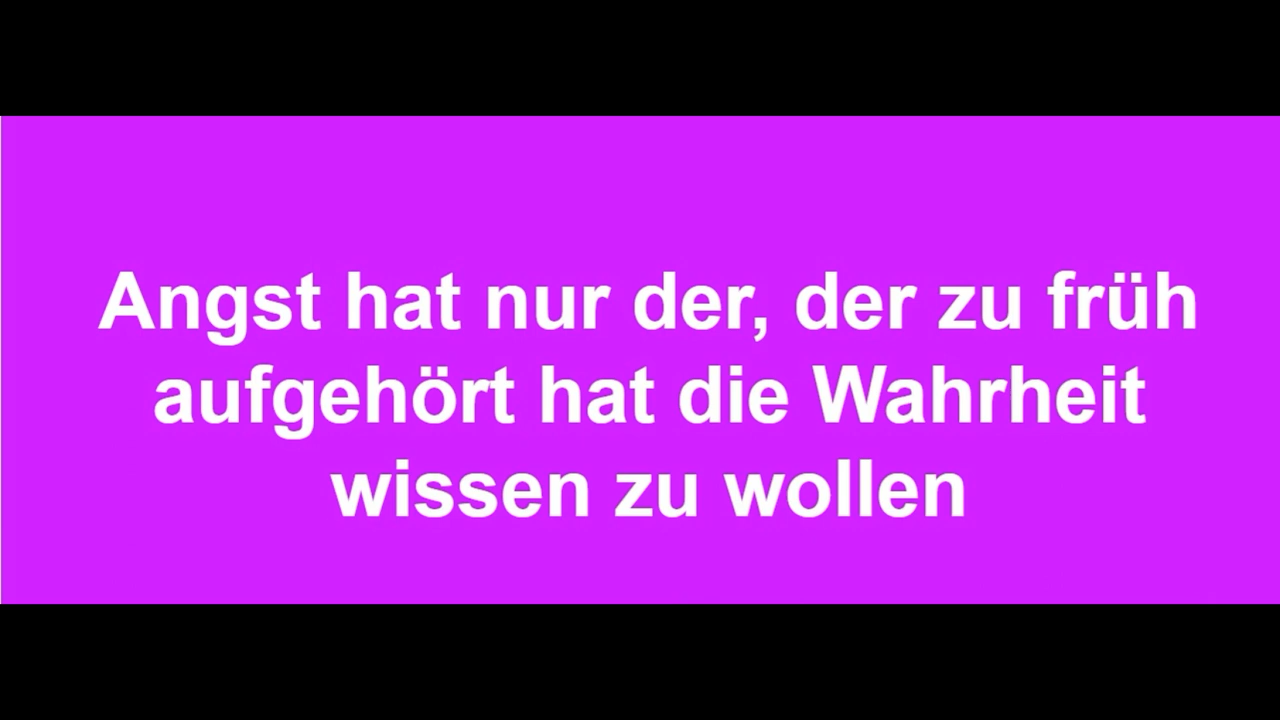 Angst hat nur der, der zu früh
aufgehört hat die Wahrheit
wissen zu wollen